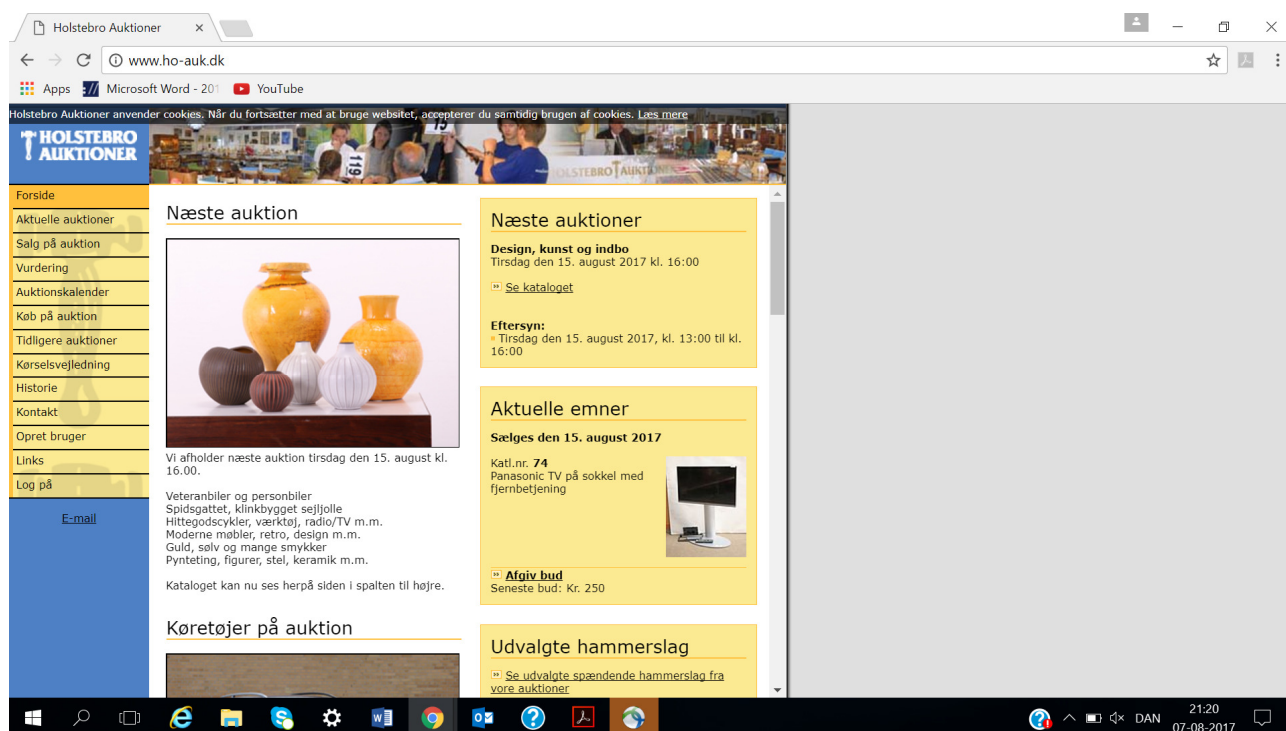 Holstebro Auktioner
www.ho-auk.dk
Apps
Microsoft Word - 201
YouTube
Holstebro Auktioner anvender cookies. Når du fortsætter med at bruge websitet, accepterer du samtidig brugen af cookies. Læs mere
HOLSTEBRO
AUKTIONER
15
119
HOLSTEBRO AUKTIONER
Forside
Aktuelle auktioner
Salg på auktion
Vurdering
Auktionskalender
Køb på auktion
Tidligere auktioner
Kørselsvejledning
Historie
Kontakt
Opret bruger
Links
Log på
E-mail
Næste auktion
Vi afholder næste auktion tirsdag den 15. august kl.
16.00.
Veteranbiler og personbiler
Spidsgattet, klinkbygget sejljolle
Hittegodscykler, værktøj, radio/TV m.m.
Moderne møbler, retro, design m.m.
Guld, sølv og mange smykker
Pynteting, figurer, stel, keramik m.m.
Kataloget kan nu ses herpå siden i spalten til højre.
Køretøjer på auktion
Næste auktioner
Design, kunst og indbo
Tirsdag den 15. august 2017 kl. 16:00
Se kataloget
Eftersyn:
Tirsdag den 15. august 2017, kl. 13:00 til kl.
16:00
Aktuelle emner
Sælges den 15. august 2017
Katl.nr. 74
Panasonic TV på sokkel med
fjernbetjening
Afgiv bud
Seneste bud: Kr. 250
Udvalgte hammerslag
Se udvalgte spændende hammerslag fra
vore auktioner
DAN
21:20
07-08-2017